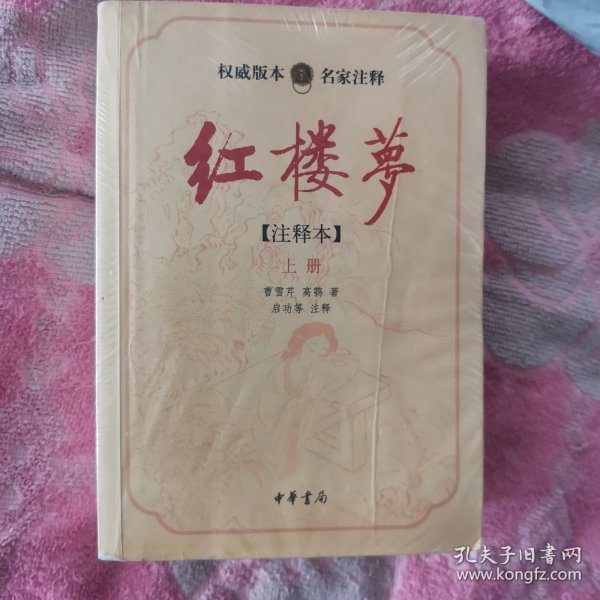 权威版本 名家注释
红楼夢
【注释本】
上册
曹雪芹 高鹗 著
启功等 注释
中華書局
孔夫子旧书网
www.kongfz.com